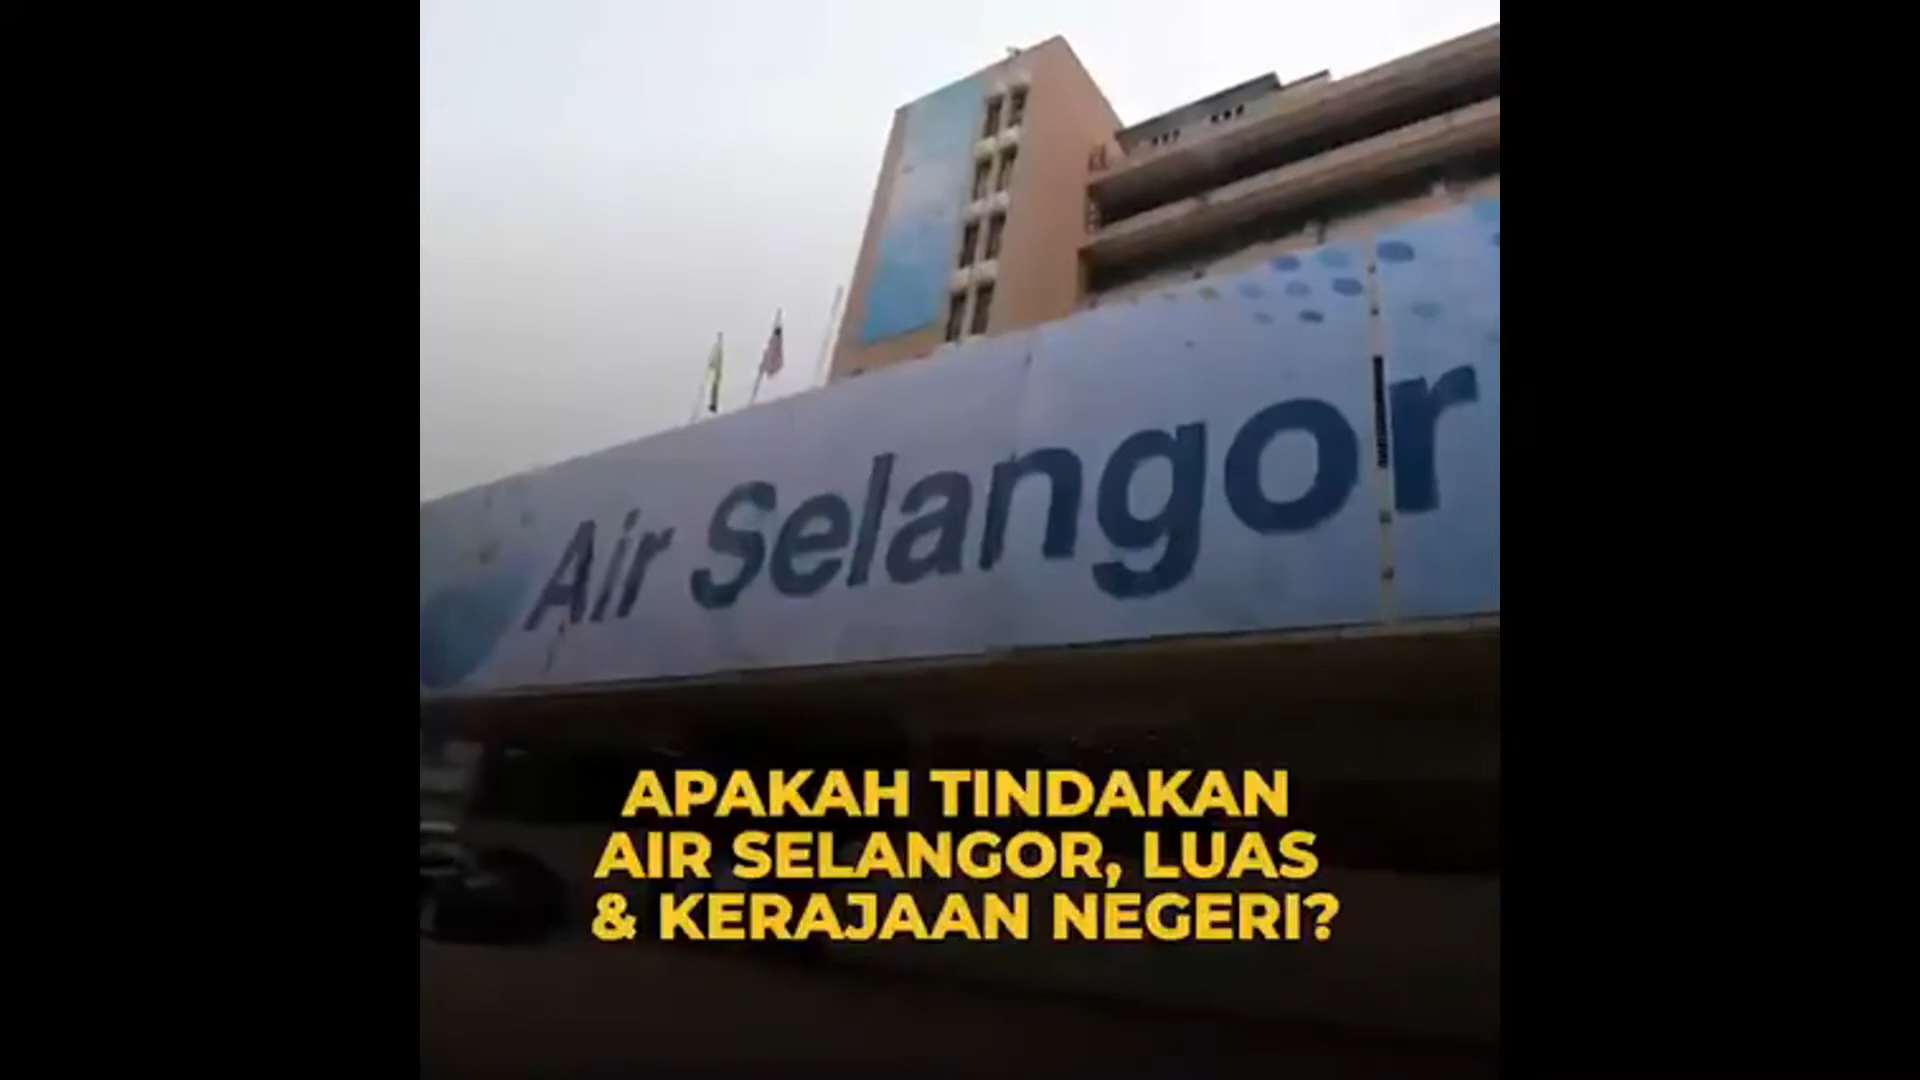 Air Selangor
APAKAH TINDAKAN
AIR SELANGOR, LUAS
& KERAJAAN NEGERI?